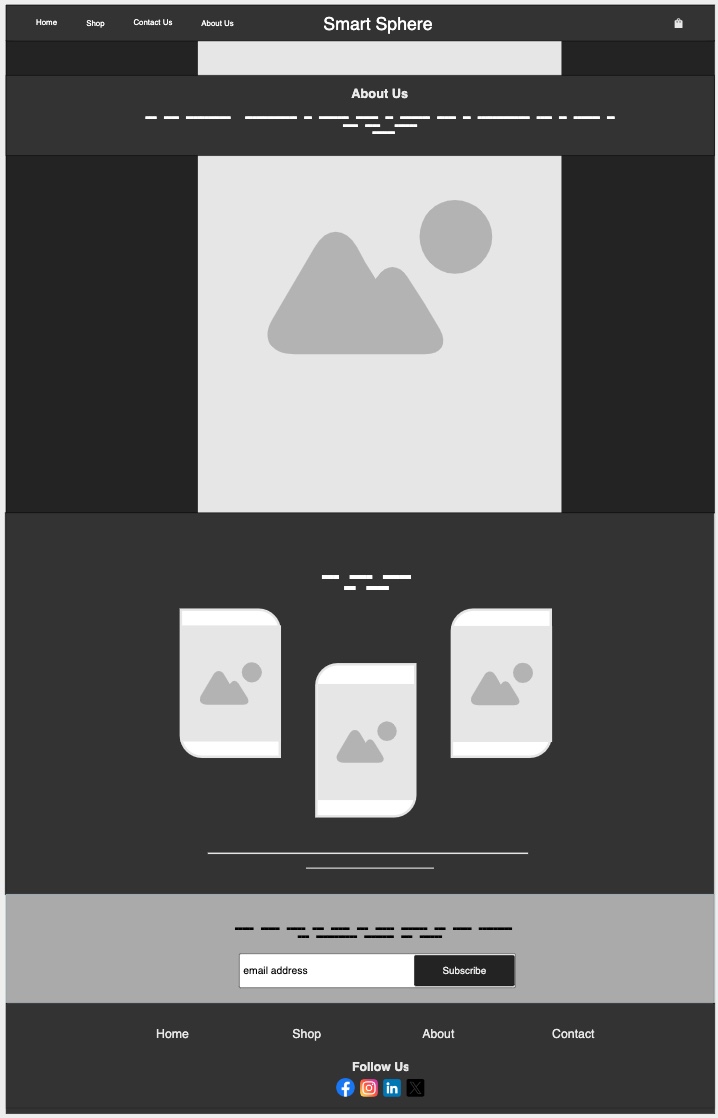 Home Shop Contact Us About Us Smart Sphere
About Us
email address Subscribe
Home Shop About Contact
Follow Us